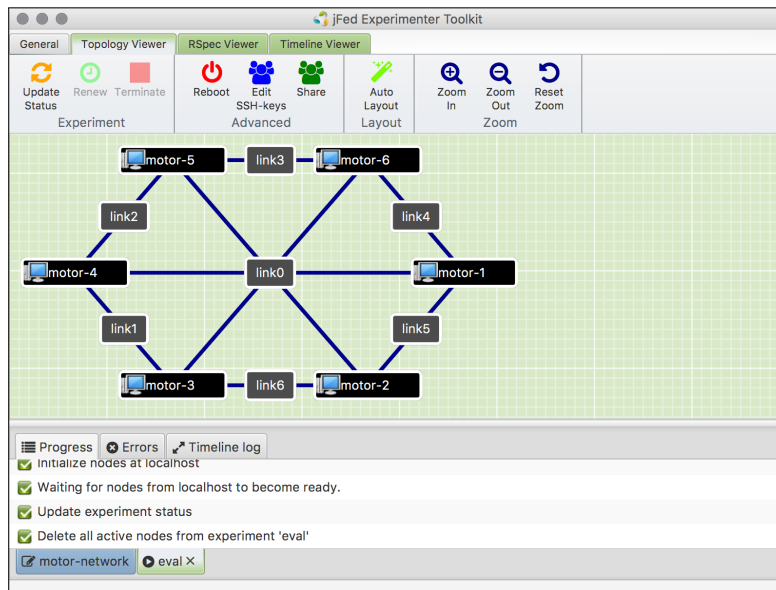 jFed Experimenter Toolkit
General Topology Viewer RSpec Viewer Timeline Viewer
Update Status Renew Terminate
Experiment
Reboot Edit SSH-keys Share
Advanced
Auto Layout
Layout
Zoom In Zoom Out Reset Zoom
Zoom
motor-5 link3 motor-6
link2 link4
motor-4 link0 motor-1
link1 link5
motor-3 link6 motor-2
Progress Errors Timeline log
Initialize nodes at localhost
Waiting for nodes from localhost to become ready.
Update experiment status
Delete all active nodes from experiment 'eval'
motor-network eval